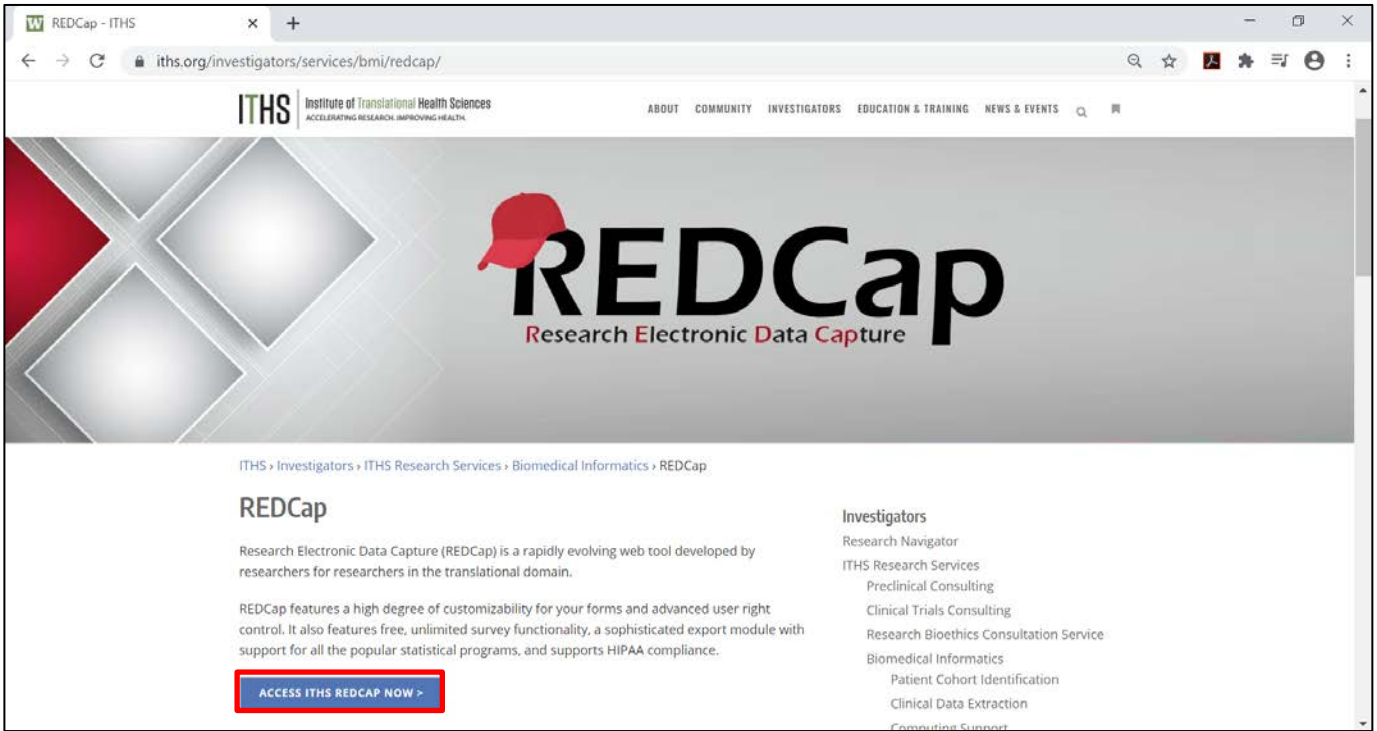 REDCap - ITHS
iths.org/investigators/services/bmi/redcap/
ITHS Institute of Translational Health Sciences
ACCELERATING RESEARCH. IMPROVING HEALTH.
ABOUT COMMUNITY INVESTIGATORS EDUCATION & TRAINING NEWS & EVENTS
REDCap
Research Electronic Data Capture
ITHS › Investigators › ITHS Research Services › Biomedical Informatics › REDCap
REDCap
Research Electronic Data Capture (REDCap) is a rapidly evolving web tool developed by
researchers for researchers in the translational domain.
REDCap features a high degree of customizability for your forms and advanced user right
control. It also features free, unlimited survey functionality, a sophisticated export module with
support for all the popular statistical programs, and supports HIPAA compliance.
ACCESS ITHS REDCAP NOW >
Investigators
Research Navigator
ITHS Research Services
Preclinical Consulting
Clinical Trials Consulting
Research Bioethics Consultation Service
Biomedical Informatics
Patient Cohort Identification
Clinical Data Extraction
Computing Support